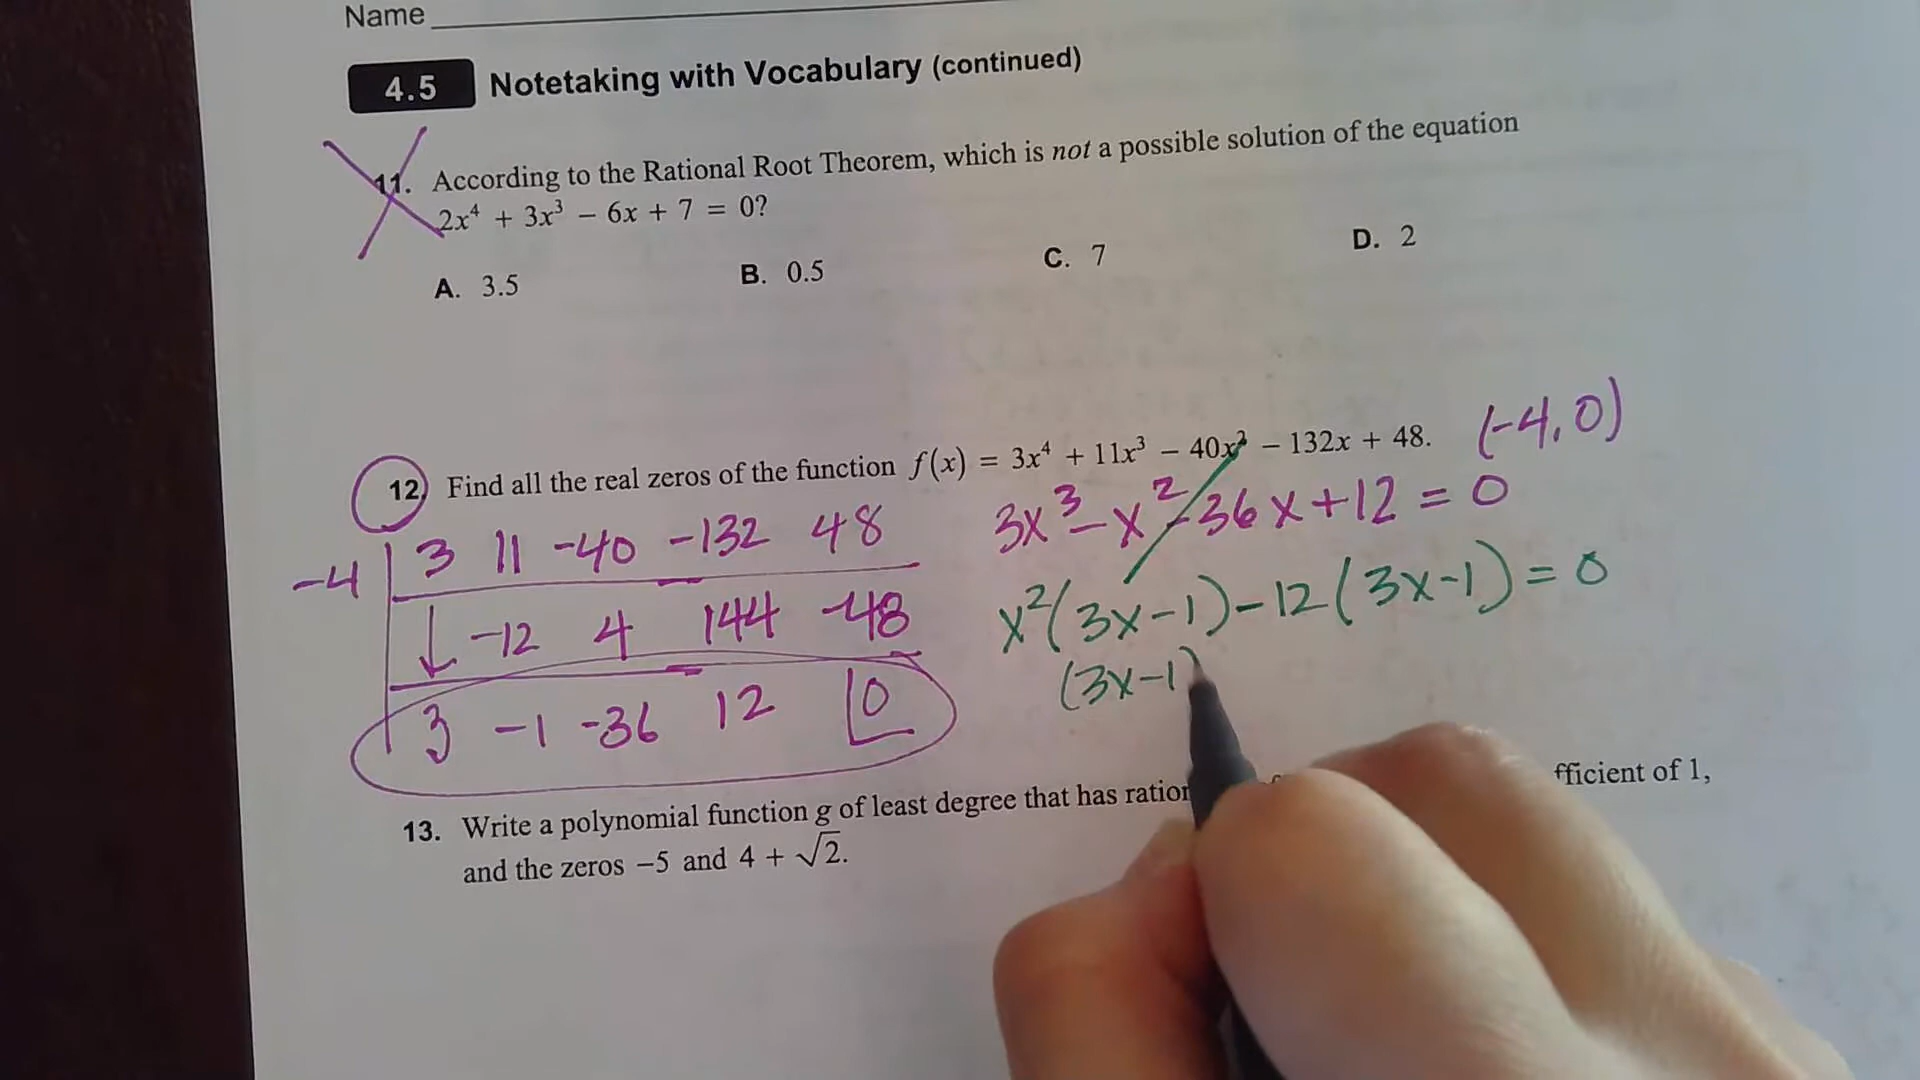 Name
4.5 Notetaking with Vocabulary (continued)
11. According to the Rational Root Theorem, which is not a possible solution of the equation
2x⁴ + 3x³ − 6x + 7 = 0?
A. 3.5 B. 0.5 C. 7 D. 2
(-4,0)
12. Find all the real zeros of the function f(x) = 3x⁴ + 11x³ − 40x² − 132x + 48.
3x³ - x² - 36x + 12 = 0
-4 3 11 -40 -132 48
x²(3x-1) - 12(3x-1) = 0
-12 4 144 -48
(3x-1)
3 -1 -36 12 0
13. Write a polynomial function g of least degree that has fficient of 1,
and the zeros −5 and 4 + √2.